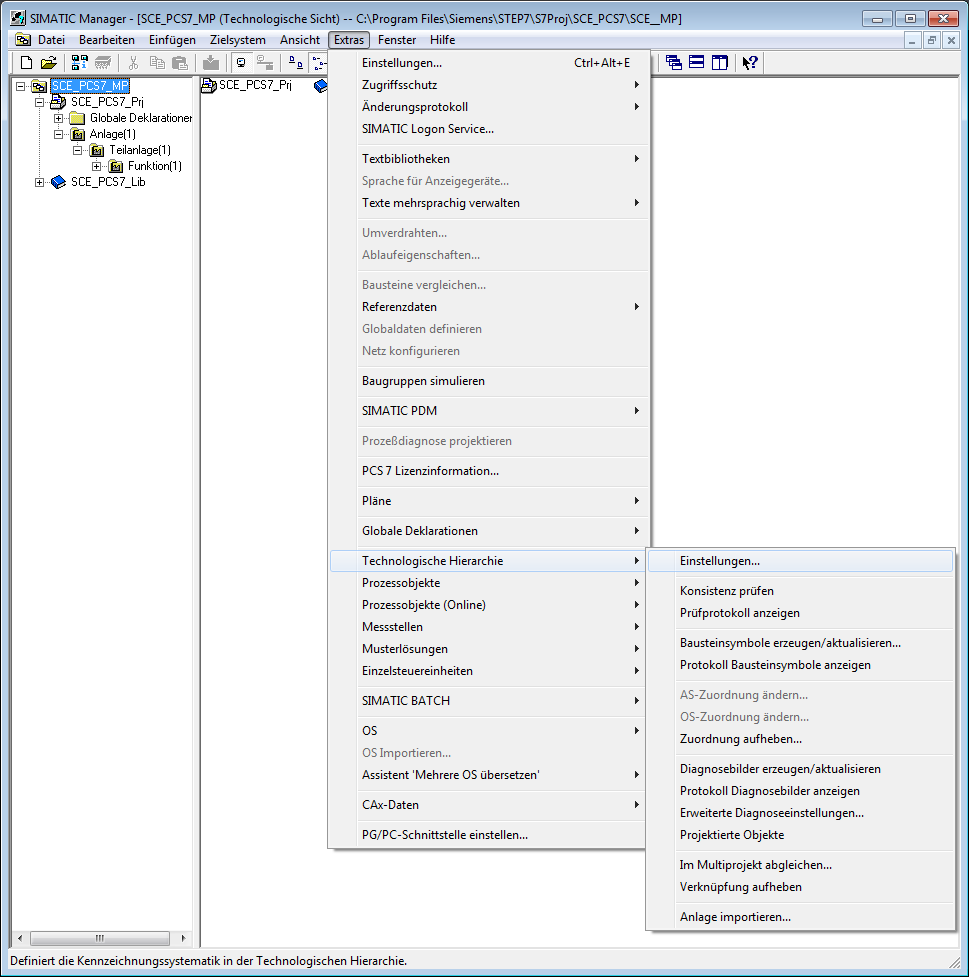 SIMATIC Manager - [SCE_PCS7_MP (Technologische Sicht) -- C:\Program Files\Siemens\STEP7\S7Proj\SCE_PCS7\SCE__MP]
Datei Bearbeiten Einfügen Zielsystem Ansicht Extras Fenster Hilfe
SCE_PCS7_MP
SCE_PCS7_Prj
Globale Deklarationen
Anlage(1)
Teilanlage(1)
Funktion(1)
SCE_PCS7_Lib
SCE_PCS7_Prj
Einstellungen... Ctrl+Alt+E
Zugriffsschutz
Änderungsprotokoll
SIMATIC Logon Service...
Textbibliotheken
Sprache für Anzeigegeräte...
Texte mehrsprachig verwalten
Umverdrahten...
Ablaufeigenschaften...
Bausteine vergleichen...
Referenzdaten
Globaldaten definieren
Netz konfigurieren
Baugruppen simulieren
SIMATIC PDM
Prozeßdiagnose projektieren
PCS 7 Lizenzinformation...
Pläne
Globale Deklarationen
Technologische Hierarchie
Prozessobjekte
Prozessobjekte (Online)
Messstellen
Musterlösungen
Einzelsteuereinheiten
SIMATIC BATCH
OS
OS Importieren...
Assistent 'Mehrere OS übersetzen'
CAx-Daten
PG/PC-Schnittstelle einstellen...
Einstellungen...
Konsistenz prüfen
Prüfprotokoll anzeigen
Bausteinsymbole erzeugen/aktualisieren...
Protokoll Bausteinsymbole anzeigen
AS-Zuordnung ändern...
OS-Zuordnung ändern...
Zuordnung aufheben...
Diagnosebilder erzeugen/aktualisieren
Protokoll Diagnosebilder anzeigen
Erweiterte Diagnoseeinstellungen...
Projektierte Objekte
Im Multiprojekt abgleichen...
Verknüpfung aufheben
Anlage importieren...
Definiert die Kennzeichnungssystematik in der Technologischen Hierarchie.